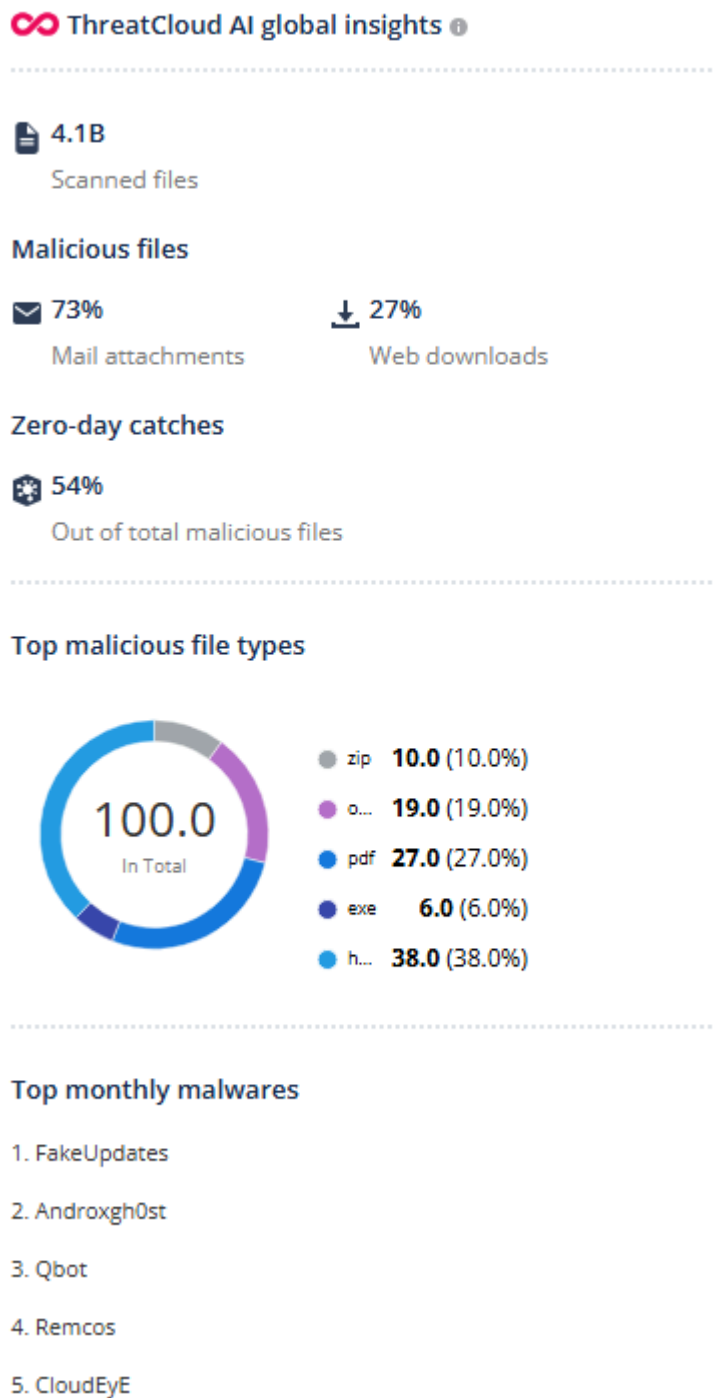 ThreatCloud AI global insights
4.1B
Scanned files
Malicious files
73%
Mail attachments
27%
Web downloads
Zero-day catches
54%
Out of total malicious files
Top malicious file types
100.0
In Total
zip 10.0 (10.0%)
o... 19.0 (19.0%)
pdf 27.0 (27.0%)
exe 6.0 (6.0%)
h... 38.0 (38.0%)
Top monthly malwares
1. FakeUpdates
2. Androxgh0st
3. Qbot
4. Remcos
5. CloudEyE